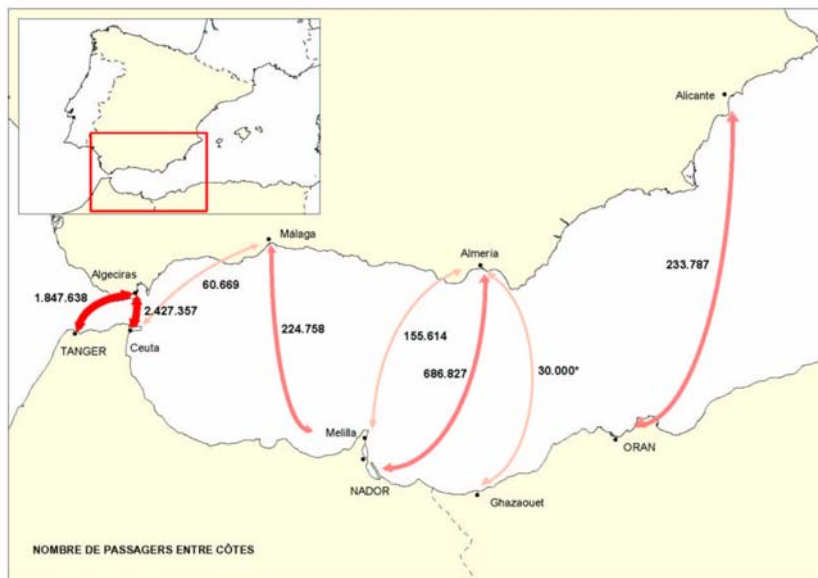 Alicante
Málaga
Almería
233.787
Algeciras
60.669
1.847.638
2.427.357
224.758
155.614
TANGER
Ceuta
686.827
30.000*
Melilla
ORAN
NADOR
Ghazaouet
NOMBRE DE PASSAGERS ENTRE CÔTES